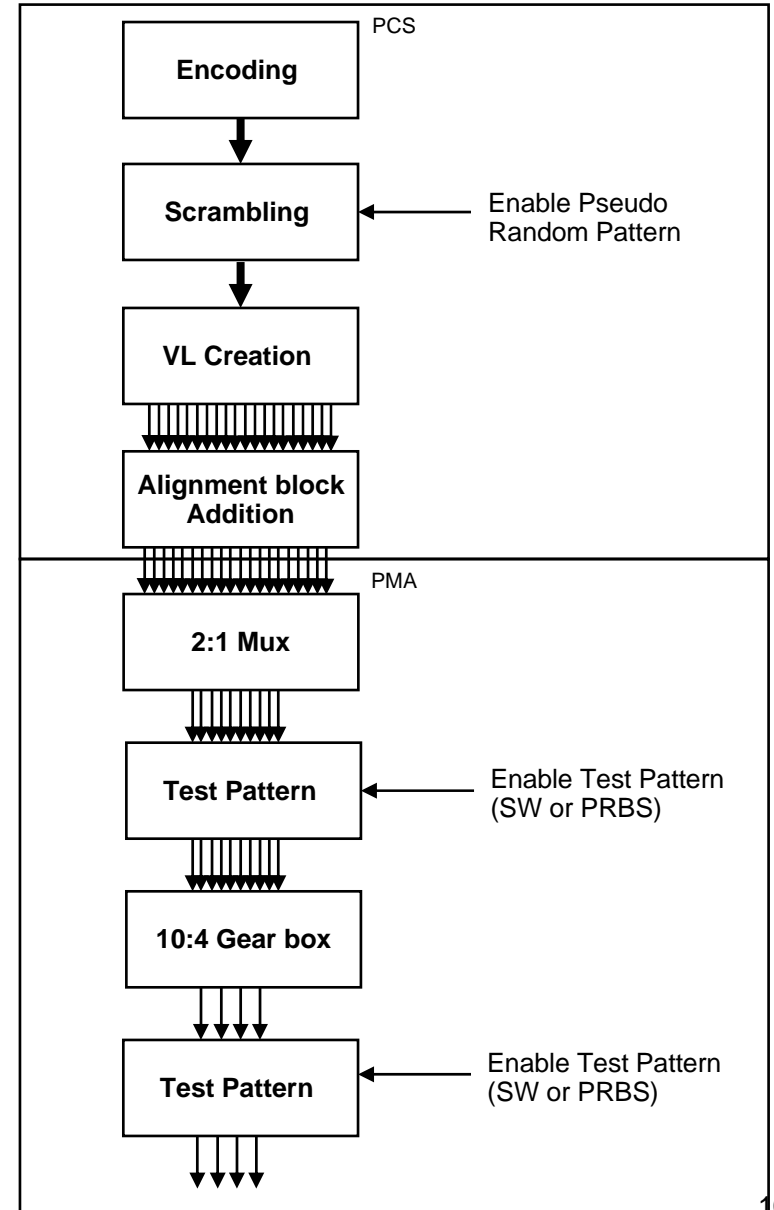 PCS
Encoding
Scrambling
Enable Pseudo
Random Pattern
VL Creation
Alignment block
Addition
PMA
2:1 Mux
Test Pattern
Enable Test Pattern
(SW or PRBS)
10:4 Gear box
Test Pattern
Enable Test Pattern
(SW or PRBS)